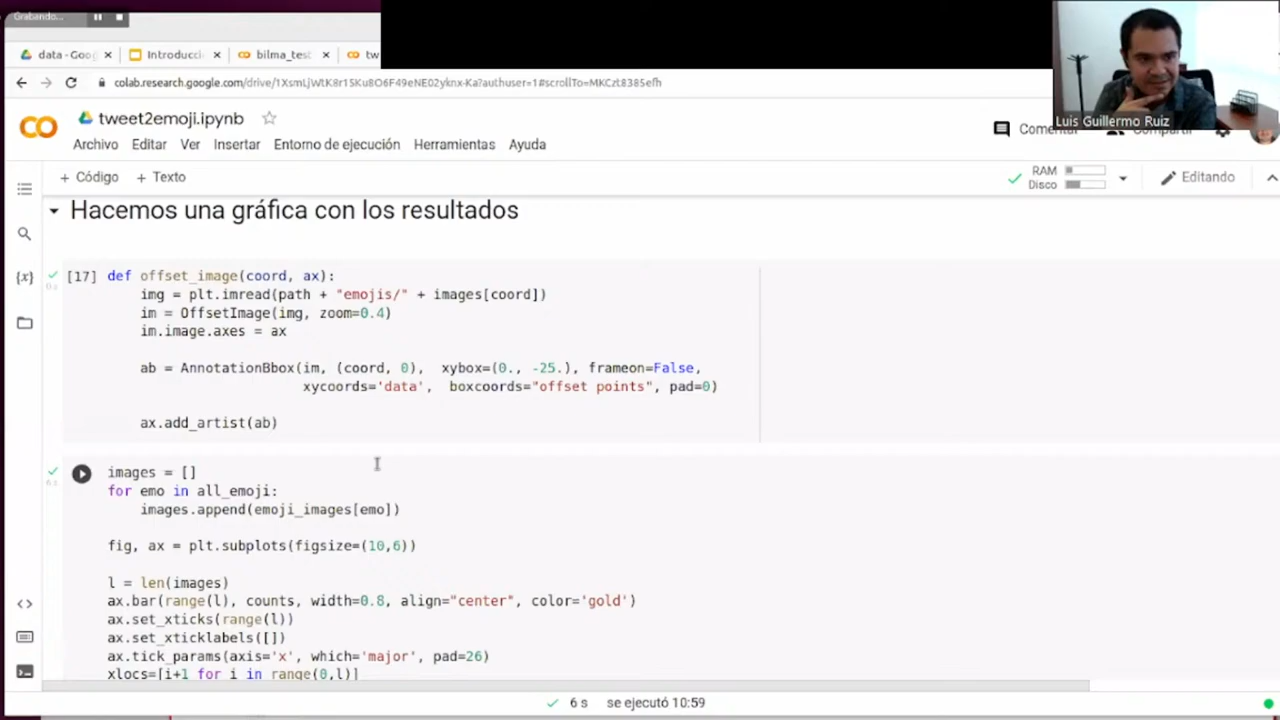 Grabando...
data - Goo
Introducci
bilma_test
tw
colab.research.google.com/drive/1XsmLjWtK8r1SKu8O6F49eNE02yknx-Ka?authuser=1#scrollTo=MKCzt8385efh
Luis Guillermo Ruiz
tweet2emoji.ipynb
Comentar
Compartir
Archivo Editar Ver Insertar Entorno de ejecución Herramientas Ayuda
+ Código + Texto
RAM
Disco
Editando
Hacemos una gráfica con los resultados
[17] def offset_image(coord, ax):
img = plt.imread(path + "emojis/" + images[coord])
im = OffsetImage(img, zoom=0.4)
im.image.axes = ax
ab = AnnotationBbox(im, (coord, 0), xybox=(0., -25.), frameon=False,
xycoords='data', boxcoords="offset points", pad=0)
ax.add_artist(ab)
images = []
for emo in all_emoji:
images.append(emoji_images[emo])
fig, ax = plt.subplots(figsize=(10,6))
l = len(images)
ax.bar(range(l), counts, width=0.8, align="center", color='gold')
ax.set_xticks(range(l))
ax.set_xticklabels([])
ax.tick_params(axis='x', which='major', pad=26)
xlocs=[i+1 for i in range(0,l)]
0s
6s
{x}
6 s se ejecutó 10:59